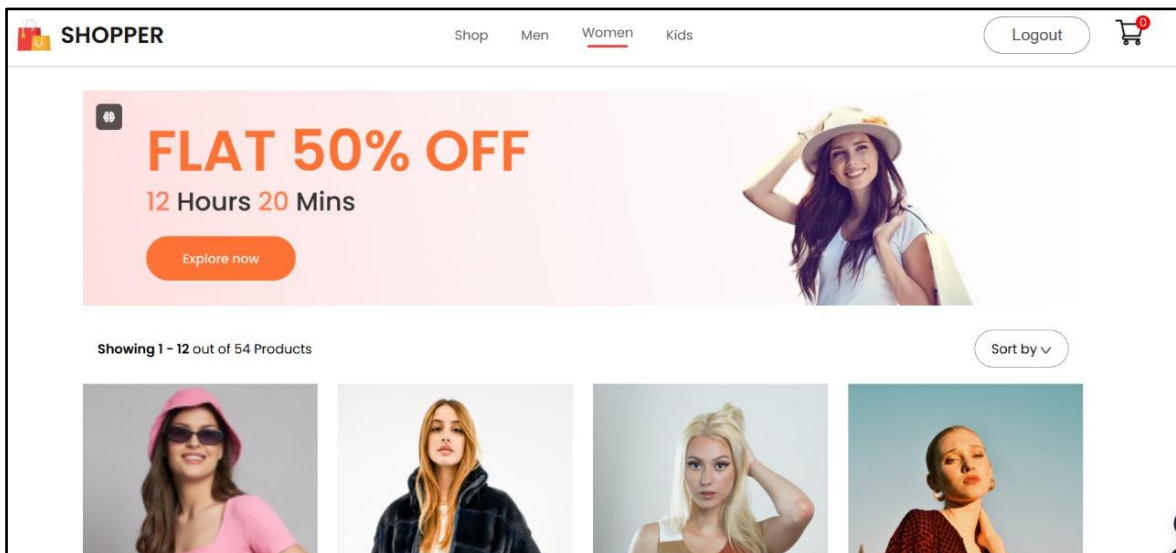 SHOPPER
Shop Men Women Kids
Logout
0
FLAT 50% OFF
12 Hours 20 Mins
Explore now
Showing 1 - 12 out of 54 Products
Sort by